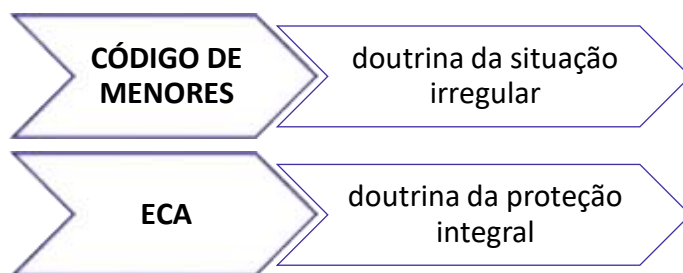 CÓDIGO DE
MENORES
doutrina da situação
irregular
ECA
doutrina da proteção
integral